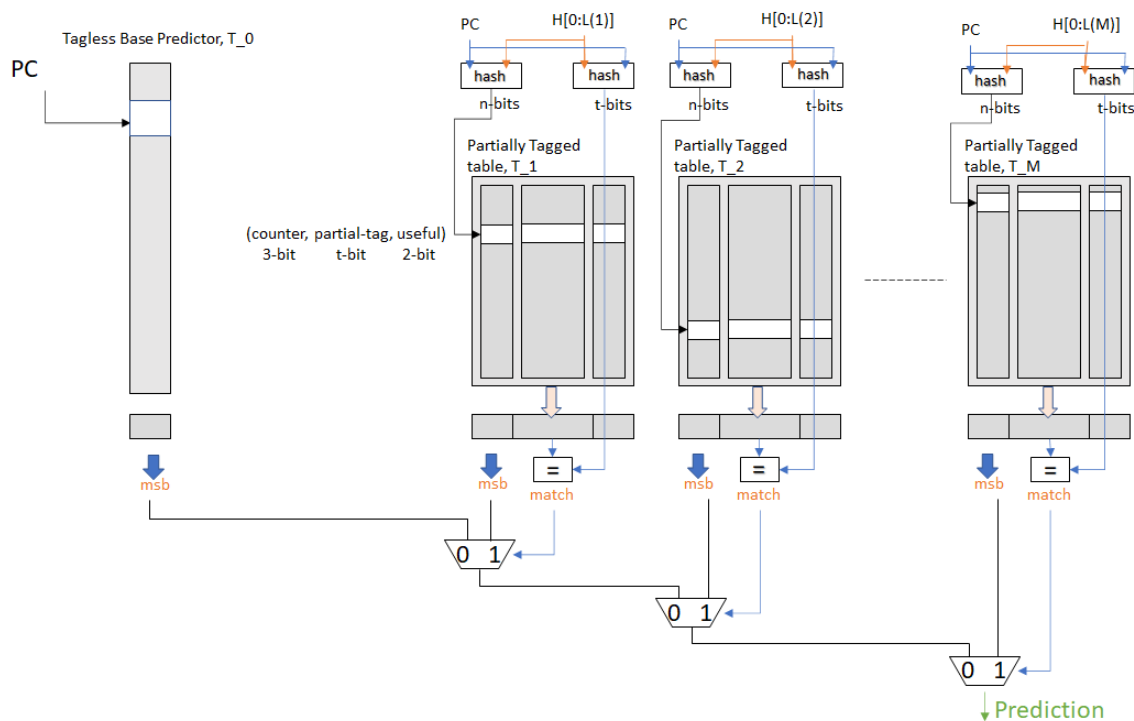 Tagless Base Predictor, T_0
PC
PC
H[0:L(1)]
PC
H[0:L(2)]
PC
H[0:L(M)]
hash
hash
hash
hash
hash
hash
n-bits
t-bits
n-bits
t-bits
n-bits
t-bits
Partially Tagged
table, T_1
Partially Tagged
table, T_2
Partially Tagged
table, T_M
(counter, partial-tag, useful)
3-bit t-bit 2-bit
=
=
=
msb
msb
match
msb
match
msb
match
0 1
0 1
0 1
Prediction